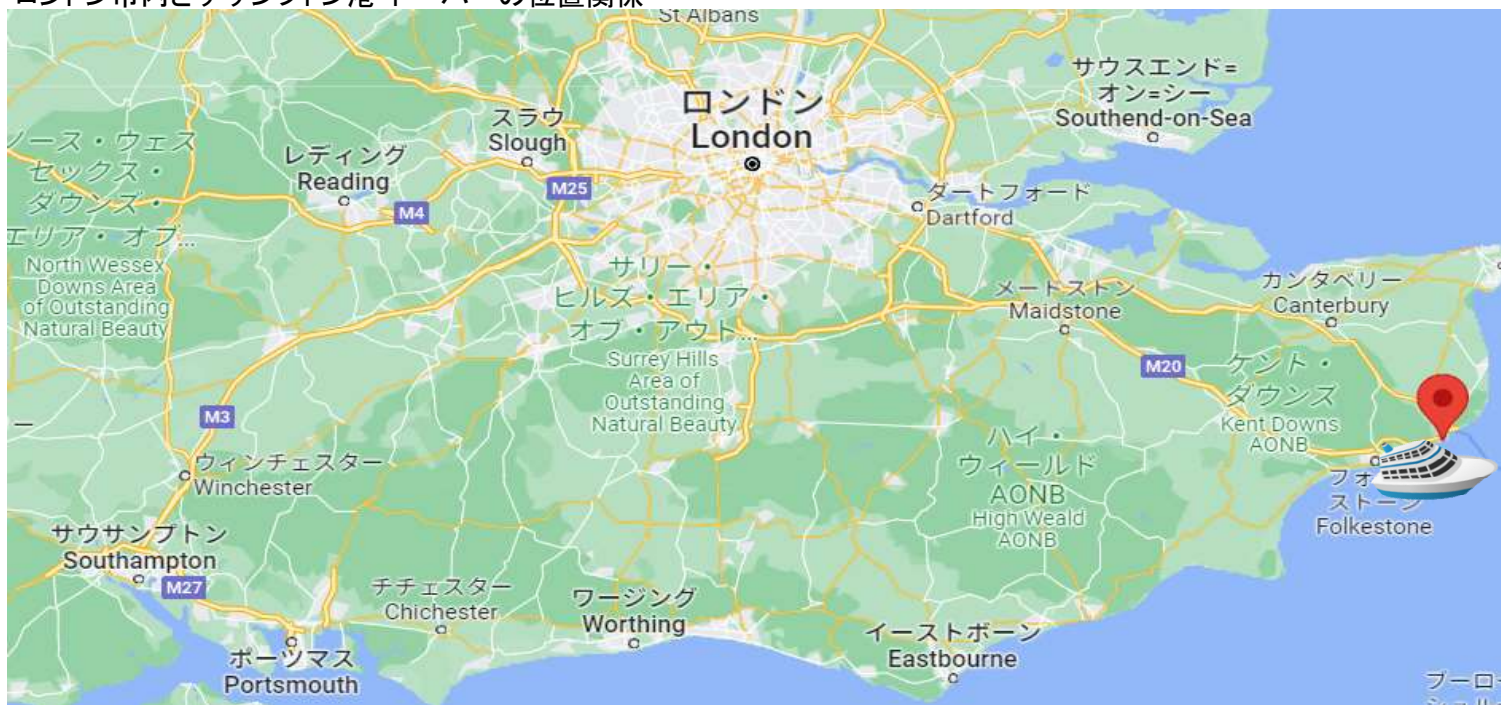 St Albans
サウスエンド=
オン=シー
Southend-on-Sea
ロンドン
London
スラウ
Slough
ノース・ウェス
セックス・
ダウンズ・
エリア・オブ...
North Wessex
Downs Area
of Outstanding
Natural Beauty
レディング
Reading
M25
M4
ダートフォード
Dartford
サリー・
ヒルズ・エリア・
オブ・アウト...
Surrey Hills
Area of
Outstanding
Natural Beauty
メードストン
Maidstone
カンタベリー
Canterbury
M20
ケント・
ダウンズ
Kent Downs
AONB
M3
ウィンチェスター
Winchester
ハイ・
ウィールド
AONB
High Weald
AONB
ストーン
Folkestone
サウサンプトン
Southampton
M27
チチェスター
Chichester
ワージング
Worthing
イーストボーン
Eastbourne
ポーツマス
Portsmouth